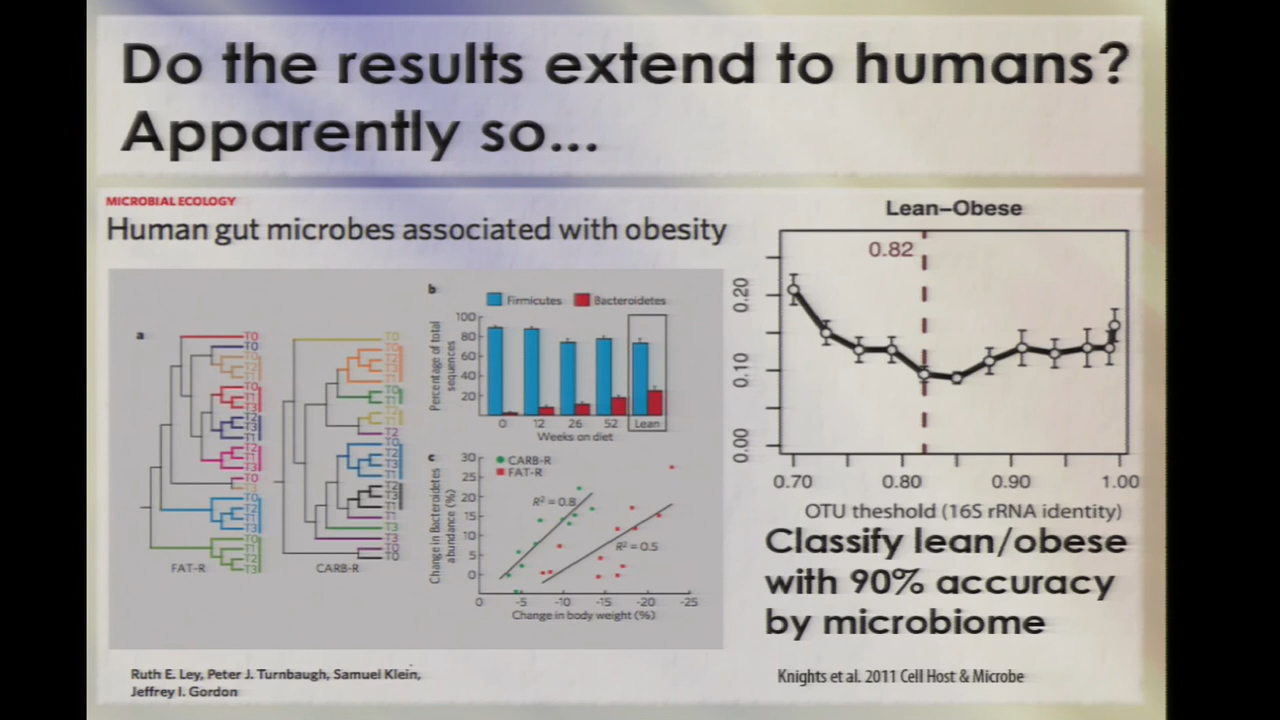 Do the results extend to humans?
Apparently so...
MICROBIAL ECOLOGY
Human gut microbes associated with obesity
a
FAT-R
CARB-R
b
Firmicutes
Bacteroidetes
Percentage of total
sequences
100
80
60
40
20
0 12 26 52 Lean
Weeks on diet
c
CARB-R
FAT-R
Change in Bacteroidetes
abundance (%)
30
25
20
15
10
5
0
R² = 0.8
R² = 0.5
0 -5 -10 -15 -20 -25
Change in body weight (%)
Ruth E. Ley, Peter J. Turnbaugh, Samuel Klein,
Jeffrey I. Gordon
Lean–Obese
0.82
0.20
0.10
0.00
0.70 0.80 0.90 1.00
OTU theshold (16S rRNA identity)
Classify lean/obese
with 90% accuracy
by microbiome
Knights et al. 2011 Cell Host & Microbe